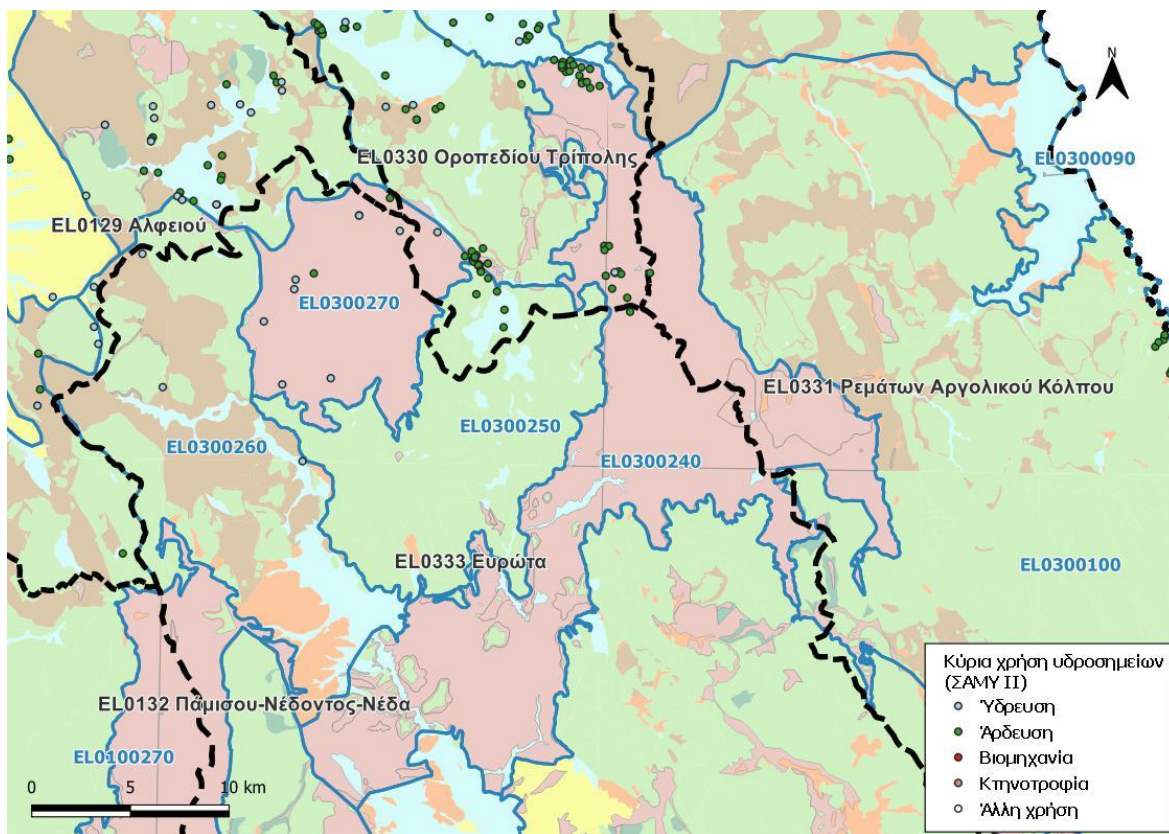 N
EL0300090
EL0330 Οροπεδίου Τρίπολης
EL0129 Αλφειού
EL0300270
EL0331 Ρεμάτων Αργολικού Κόλπου
EL0300250
EL0300260
EL0300240
EL0333 Ευρώτα
EL0300100
EL0132 Πάμισου-Νέδοντος-Νέδα
EL0100270
0 5 10 km
Κύρια χρήση υδροσημείων
(ΣΑΜΥ ΙΙ)
Ύδρευση
Άρδευση
Βιομηχανία
Κτηνοτροφία
Άλλη χρήση